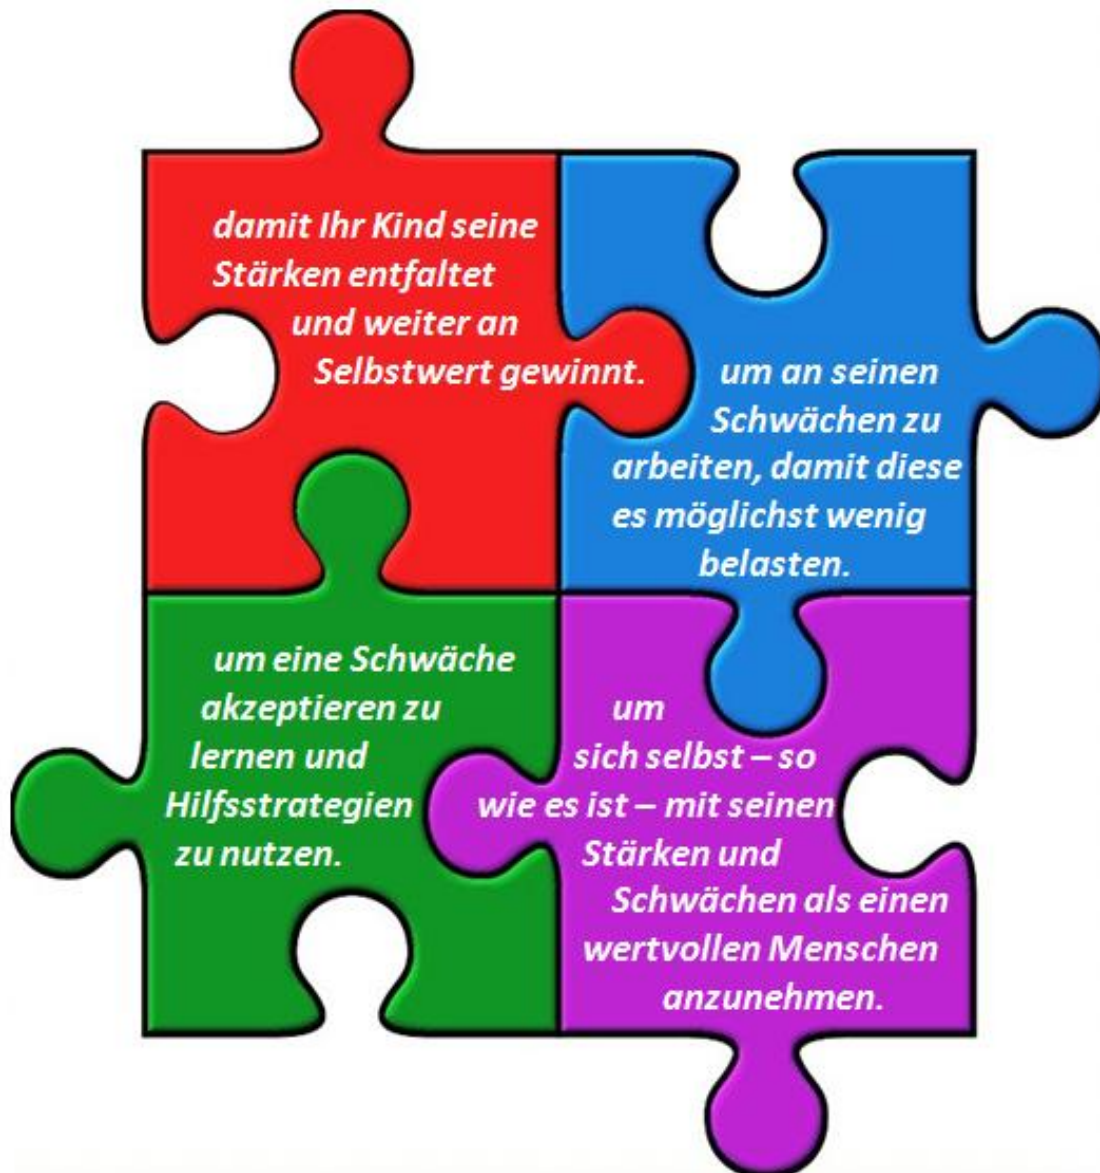 damit Ihr Kind seine
Stärken entfaltet
und weiter an
Selbstwert gewinnt.
um an seinen
Schwächen zu
arbeiten, damit diese
es möglichst wenig
belasten.
um eine Schwäche
akzeptieren zu
lernen und
Hilfsstrategien
zu nutzen.
um
sich selbst – so
wie es ist – mit seinen
Stärken und
Schwächen als einen
wertvollen Menschen
anzunehmen.